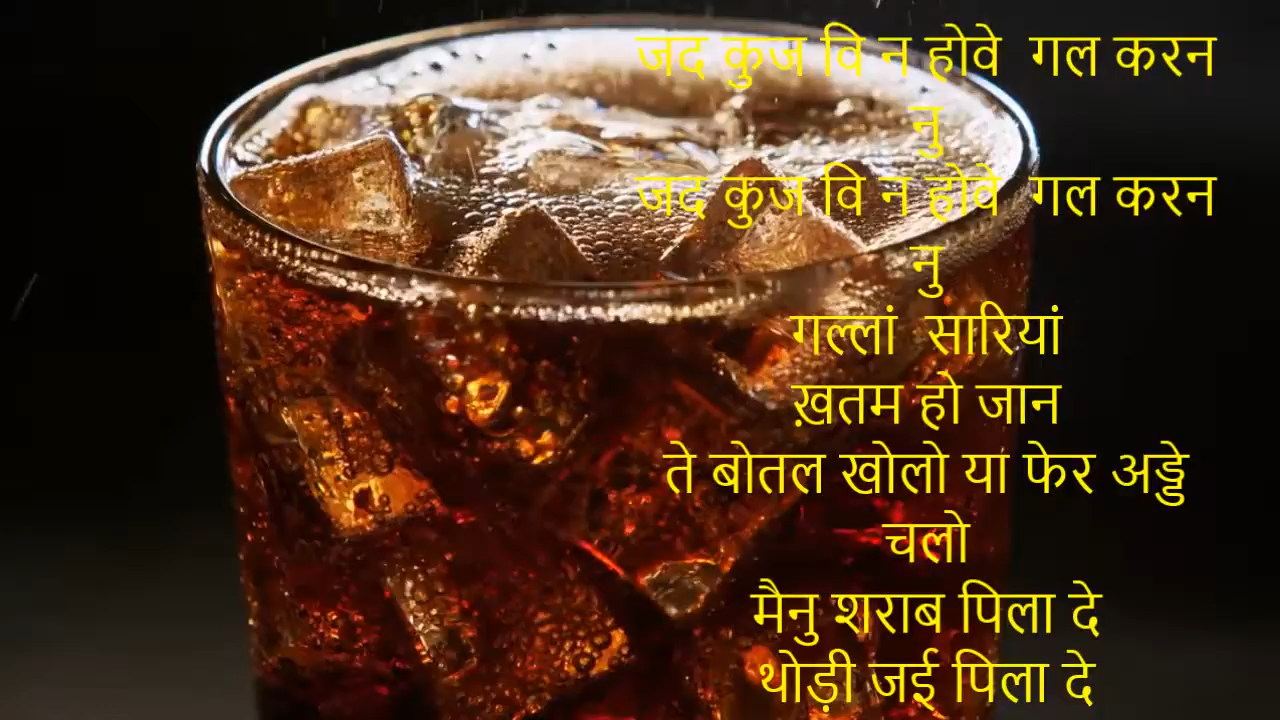 जद कुज वि न होवे  गल करन
नु
जद कुज वि न होवे  गल करन
नु
गल्लां  सारियां
ख़तम हो जान
ते बोतल खोलो या फेर अड्डे
चलो
मैनु शराब पिला दे
थोड़ी जई पिला दे